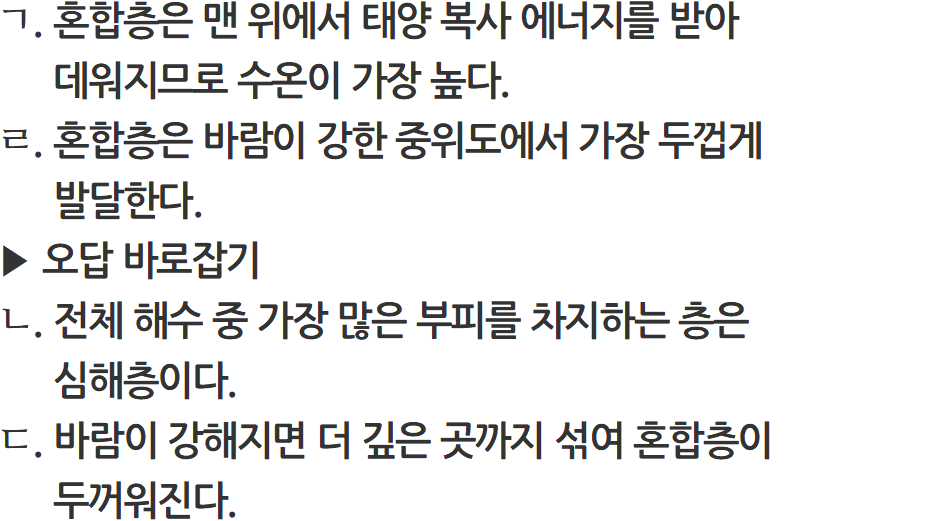 ㄱ. 혼합층은 맨 위에서 태양 복사 에너지를 받아
데워지므로 수온이 가장 높다.
ㄹ. 혼합층은 바람이 강한 중위도에서 가장 두껍게
발달한다.
▶ 오답 바로잡기
ㄴ. 전체 해수 중 가장 많은 부피를 차지하는 층은
심해층이다.
ㄷ. 바람이 강해지면 더 깊은 곳까지 섞여 혼합층이
두꺼워진다.